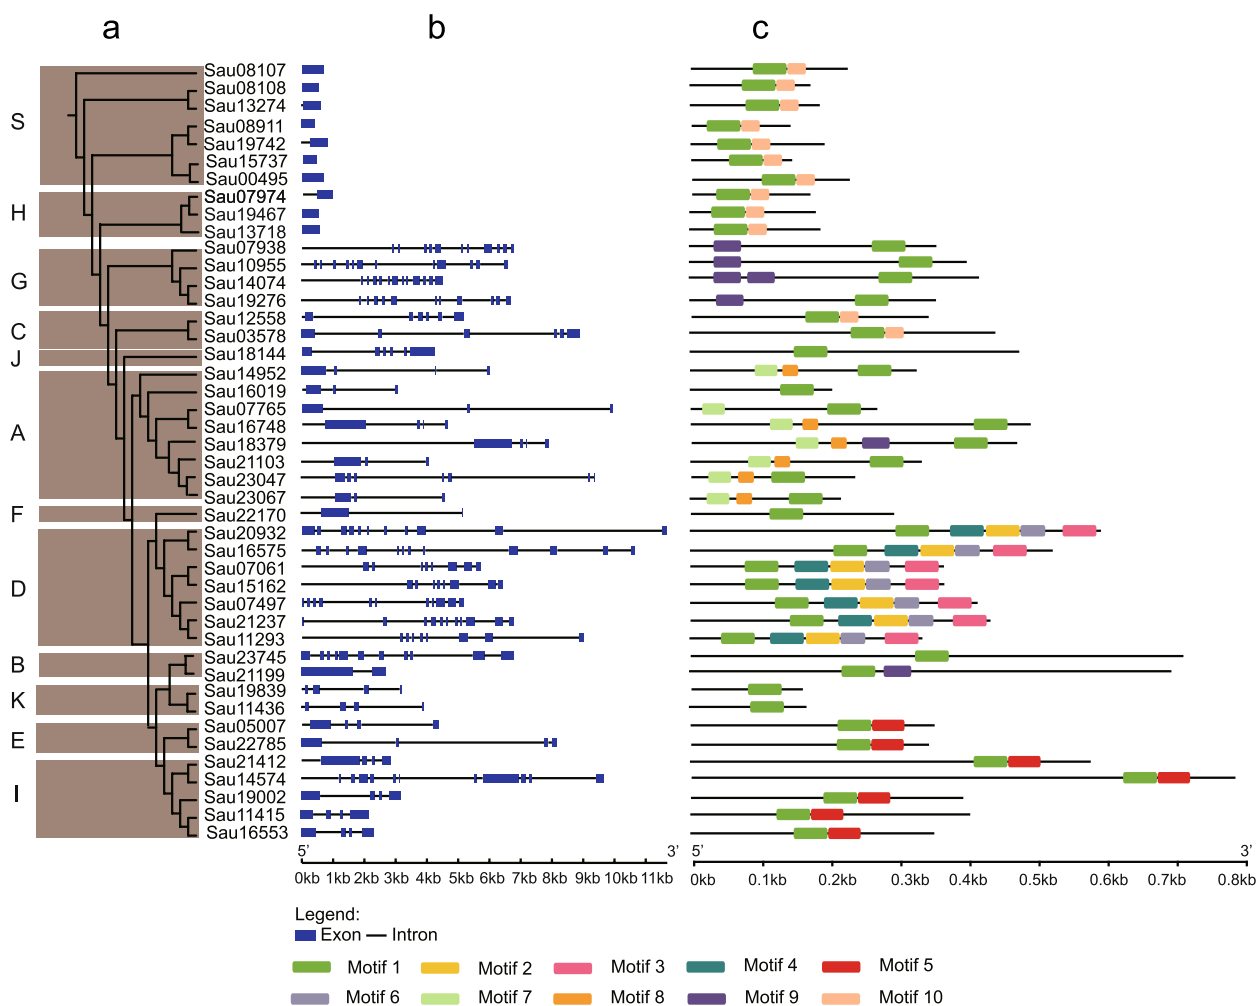 a b c
S
H
G
C
J
A
F
D
B
K
E
I
Sau08107
Sau08108
Sau13274
Sau08911
Sau19742
Sau15737
Sau00495
Sau07974
Sau19467
Sau13718
Sau07938
Sau10955
Sau14074
Sau19276
Sau12558
Sau03578
Sau18144
Sau14952
Sau16019
Sau07765
Sau16748
Sau18379
Sau21103
Sau23047
Sau23067
Sau22170
Sau20932
Sau16575
Sau07061
Sau15162
Sau07497
Sau21237
Sau11293
Sau23745
Sau21199
Sau19839
Sau11436
Sau05007
Sau22785
Sau21412
Sau14574
Sau19002
Sau11415
Sau16553
5' 3'
0kb 1kb 2kb 3kb 4kb 5kb 6kb 7kb 8kb 9kb 10kb 11kb
5' 3'
0kb 0.1kb 0.2kb 0.3kb 0.4kb 0.5kb 0.6kb 0.7kb 0.8kb
Legend:
Exon Intron
Motif 1 Motif 2 Motif 3 Motif 4 Motif 5
Motif 6 Motif 7 Motif 8 Motif 9 Motif 10